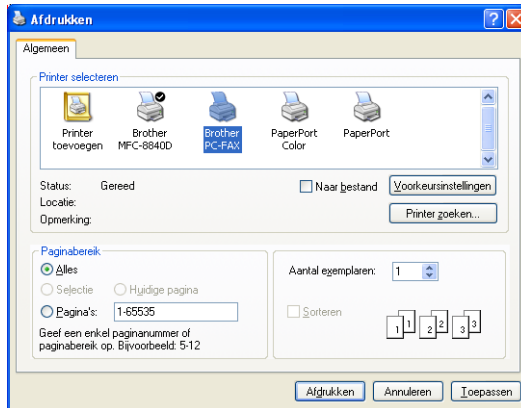 Afdrukken
Algemeen
Printer selecteren
Printer toevoegen
Brother MFC-8840D
Brother PC-FAX
PaperPort Color
PaperPort
Status: Gereed
Locatie:
Opmerking:
Naar bestand
Voorkeursinstellingen
Printer zoeken...
Paginabereik
Alles
Selectie
Huidige pagina
Pagina's: 1-65535
Geef een enkel paginanummer of
paginabereik op. Bijvoorbeeld: 5-12
Aantal exemplaren: 1
Sorteren
1 1 2 2 3 3
Afdrukken Annuleren Toepassen